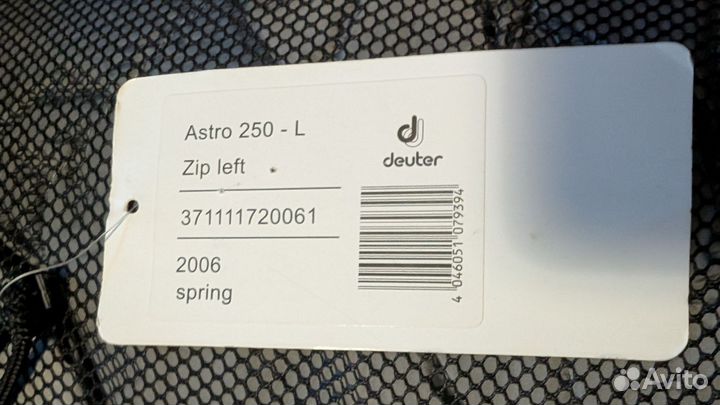 Astro 250 - L
Zip left
371111720061
2006
spring
deuter
4 046051 079394
Avito